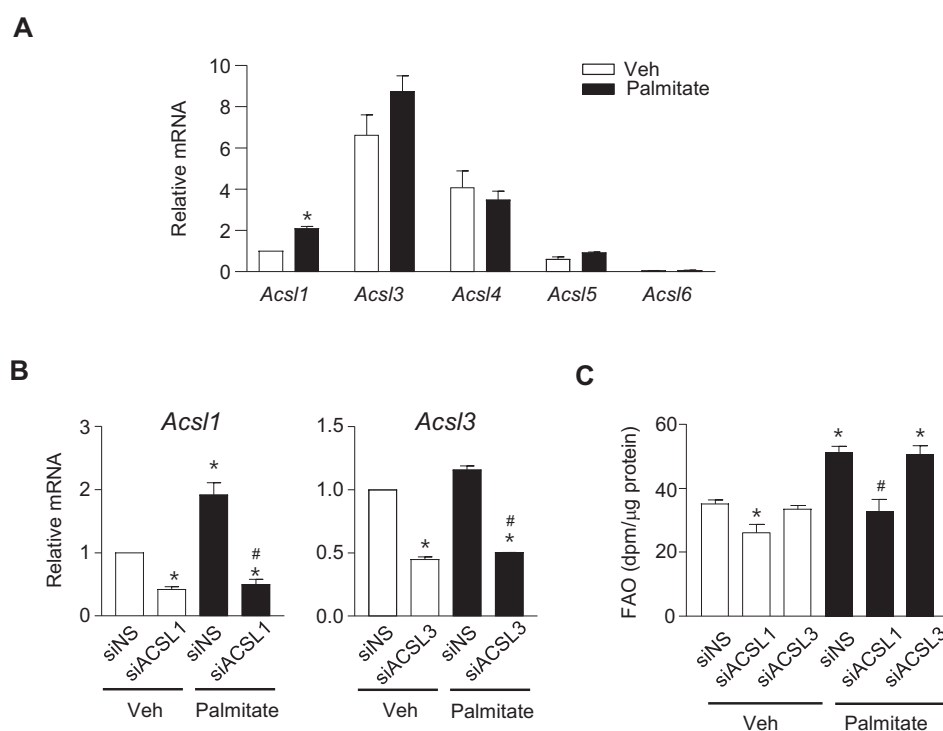 A
Relative mRNA
10
8
6
4
2
0
Veh
Palmitate
*
Acsl1 Acsl3 Acsl4 Acsl5 Acsl6
B
Acsl1
Relative mRNA
3
2
1
0
*
*
#
*
siNS siACSL1 siNS siACSL1
Veh Palmitate
Acsl3
1.5
1.0
0.5
0.0
*
#
*
siNS siACSL3 siNS siACSL3
Veh Palmitate
C
FAO (dpm/μg protein)
60
40
20
0
*
*
#
*
siNS siACSL1 siACSL3 siNS siACSL1 siACSL3
Veh Palmitate